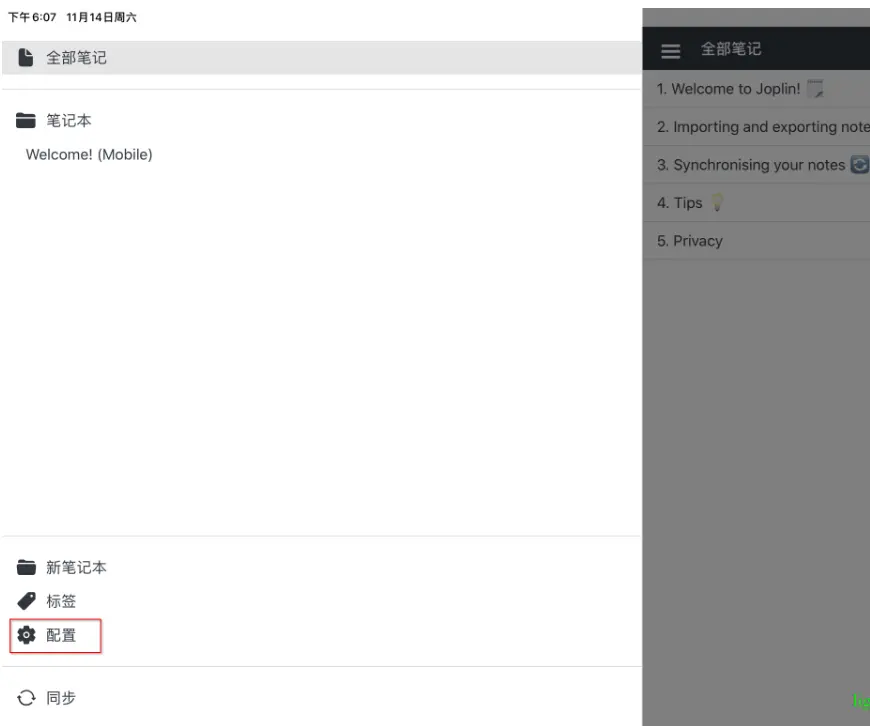 下午6:07 11月14日周六
全部笔记
笔记本
Welcome! (Mobile)
新笔记本
标签
配置
同步
全部笔记
1. Welcome to Joplin! 🗒️
2. Importing and exporting note
3. Synchronising your notes 🔄
4. Tips 💡
5. Privacy